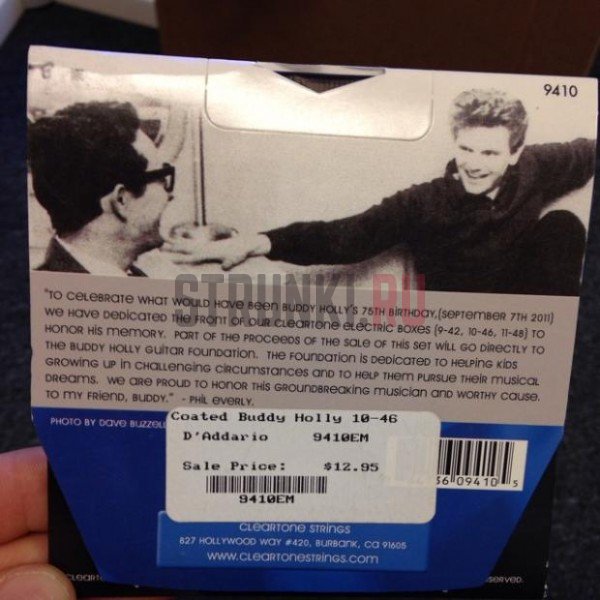 9410
STRUNKI.RU
"TO CELEBRATE WHAT WOULD HAVE BEEN BUDDY HOLLY'S 75TH BIRTHDAY,(SEPTEMBER 7TH 2011)
WE HAVE DEDICATED THE FRONT OF OUR CLEARTONE ELECTRIC BOXES (9-42, 10-46, 11-48) TO
HONOR HIS MEMORY. PART OF THE PROCEEDS OF THE SALE OF THIS SET WILL GO DIRECTLY TO
THE BUDDY HOLLY GUITAR FOUNDATION. THE FOUNDATION IS DEDICATED TO HELPING KIDS
GROWING UP IN CHALLENGING CIRCUMSTANCES AND TO HELP THEM PURSUE THEIR MUSICAL
DREAMS. WE ARE PROUD TO HONOR THIS GROUNDBREAKING MUSICIAN AND WORTHY CAUSE.
TO MY FRIEND, BUDDY." - PHIL EVERLY.
PHOTO BY DAVE BUZZELL
Coated Buddy Holly 10-46
D'Addario 9410EM
Sale Price: $12.95
9410EM
36 09410 5
CLEARTONE STRINGS
827 HOLLYWOOD WAY #420, BURBANK, CA 91605
WWW.CLEARTONESTRINGS.COM